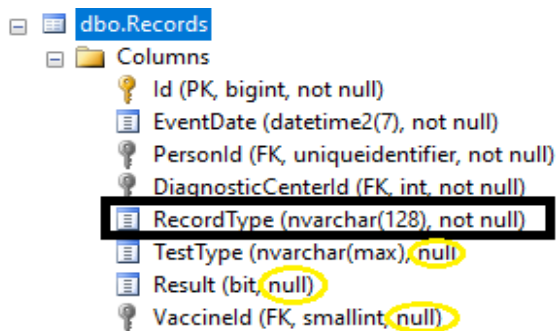 dbo.Records
Columns
Id (PK, bigint, not null)
EventDate (datetime2(7), not null)
PersonId (FK, uniqueidentifier, not null)
DiagnosticCenterId (FK, int, not null)
RecordType (nvarchar(128), not null)
TestType (nvarchar(max), null)
Result (bit, null)
VaccineId (FK, smallint, null)